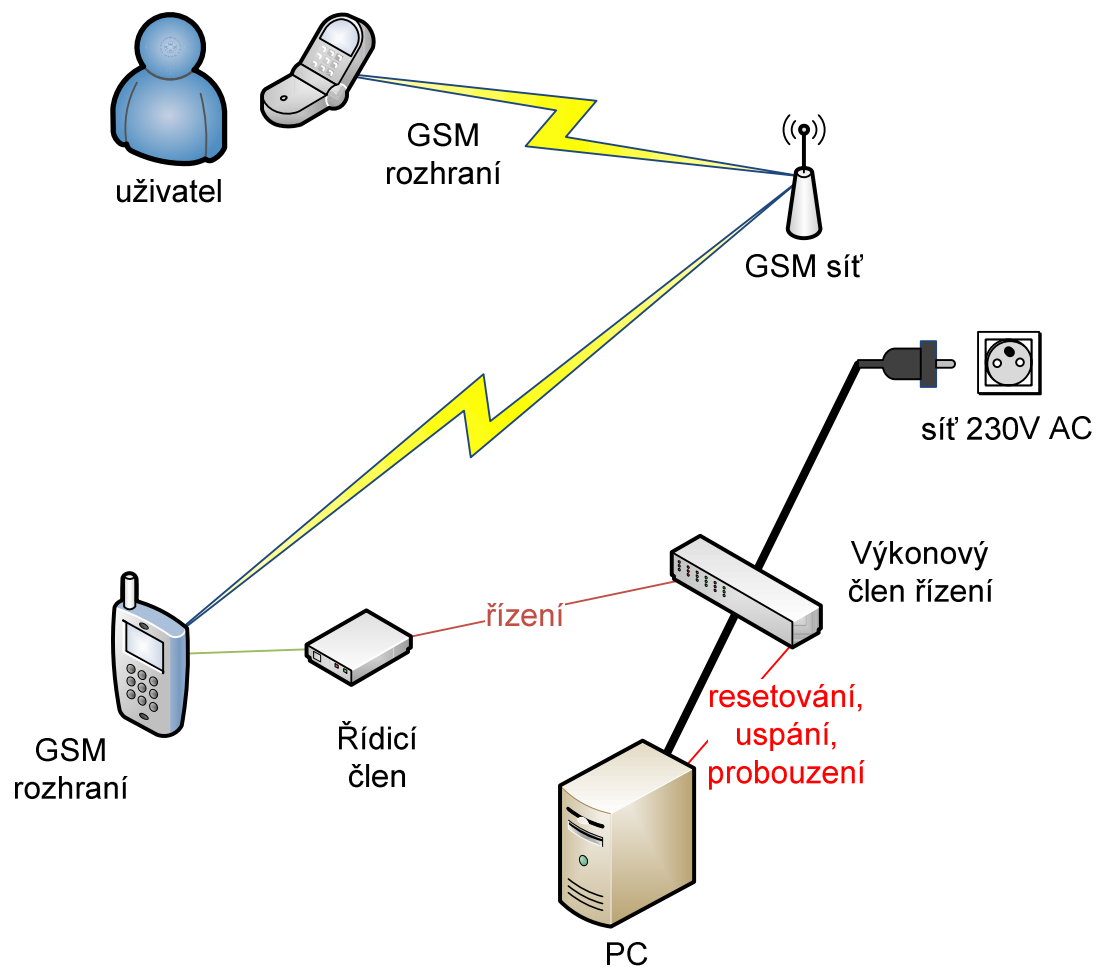 GSM
rozhraní
uživatel
GSM síť
síť 230V AC
Výkonový
člen řízení
řízení
resetování,
uspání,
probouzení
Řídicí
člen
GSM
rozhraní
PC